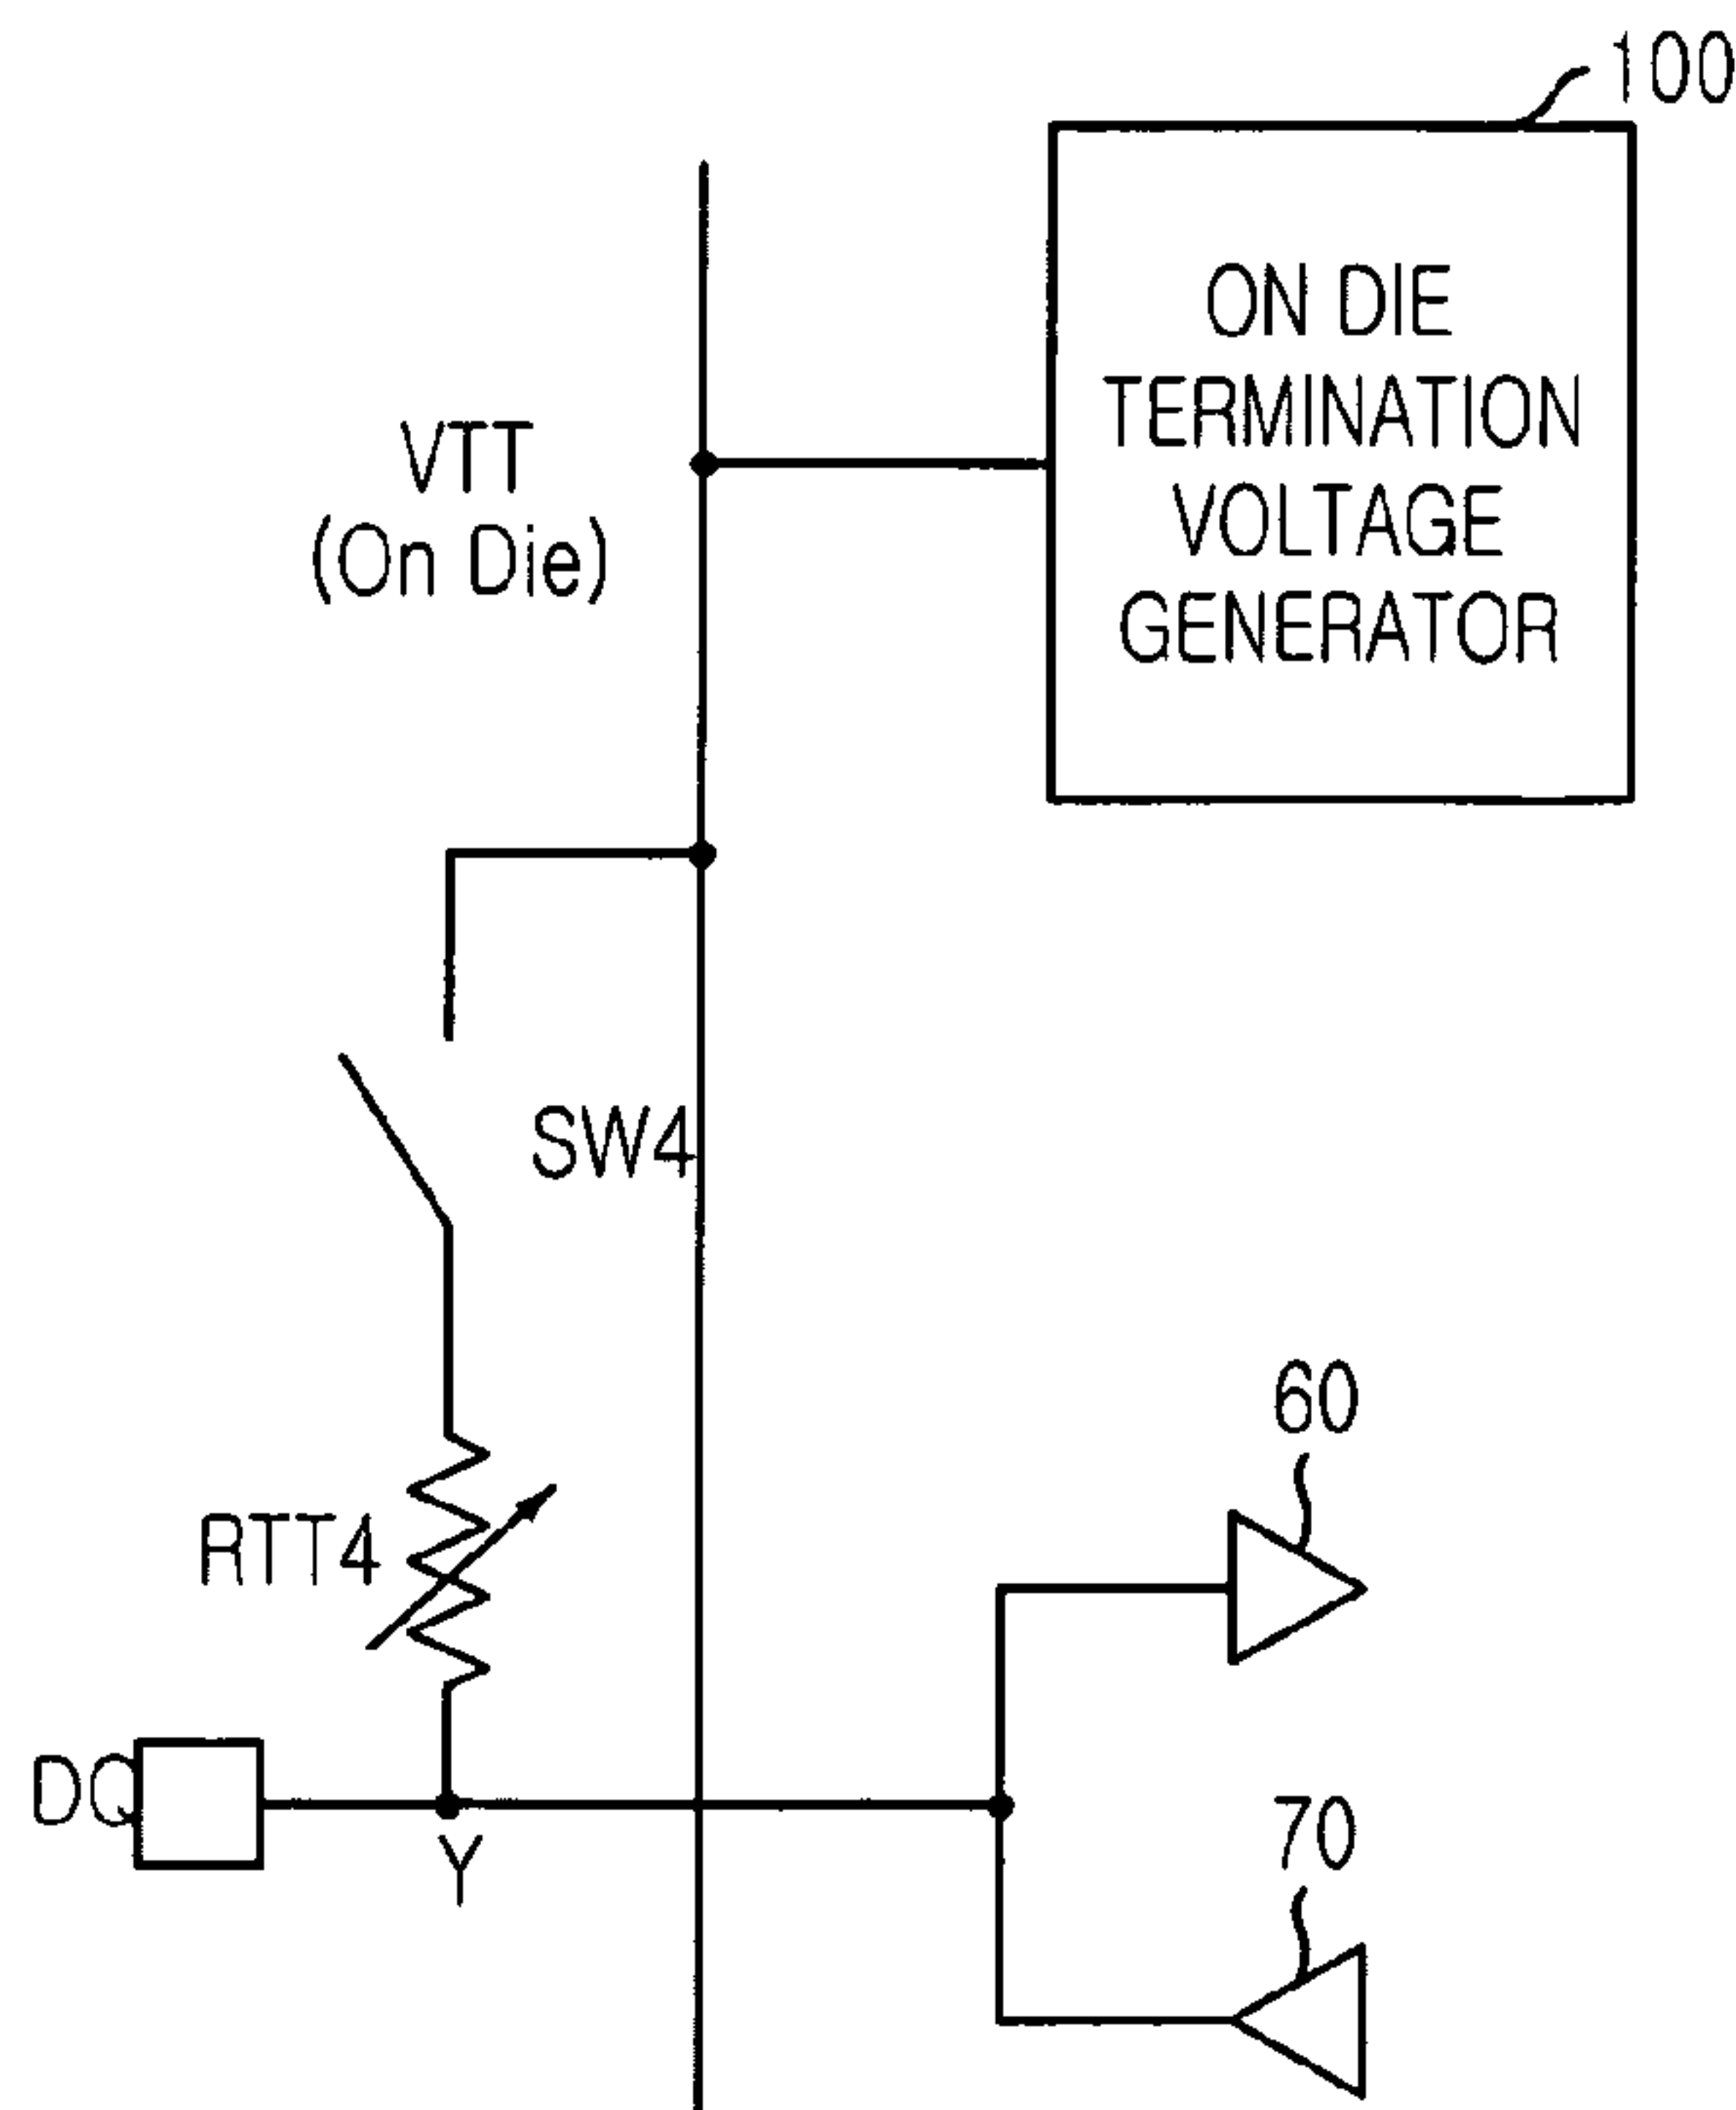 100
ON DIE
TERMINATION
VOLTAGE
GENERATOR
VTT
(On Die)
SW4
60
RTT4
DQ
70
Y